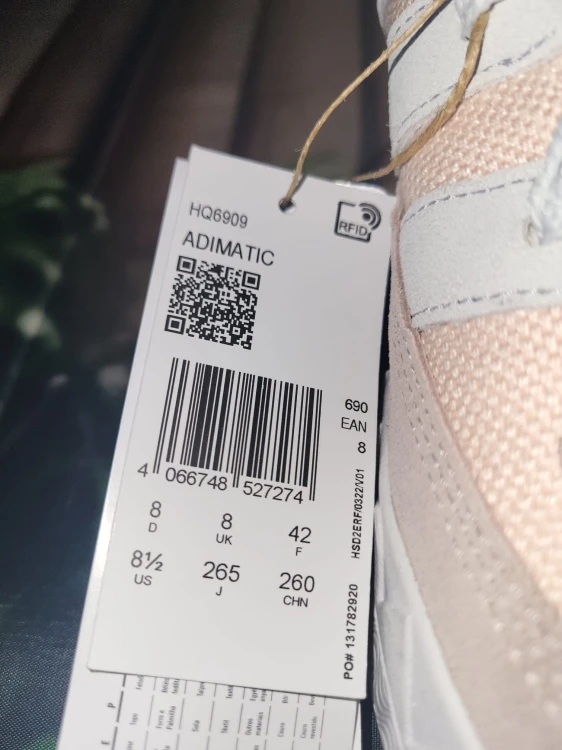 HQ6909
RFID
ADIMATIC
690
EAN
8
4 066748 527274
HSD2ERF/0322/V01
8 8 42
D UK F
8½ 265 260
US J CHN
PO# 131782920
P